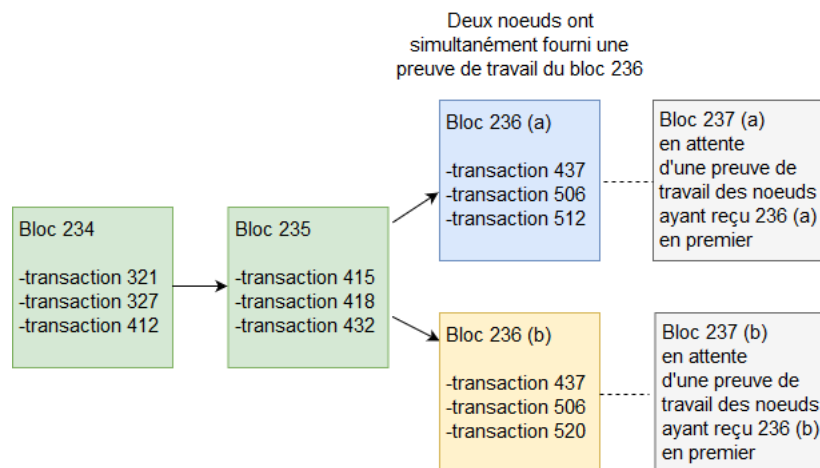 Deux noeuds ont
simultanément fourni une
preuve de travail du bloc 236
Bloc 234
-transaction 321
-transaction 327
-transaction 412
Bloc 235
-transaction 415
-transaction 418
-transaction 432
Bloc 236 (a)
-transaction 437
-transaction 506
-transaction 512
Bloc 237 (a)
en attente
d'une preuve de
travail des noeuds
ayant reçu 236 (a)
en premier
Bloc 236 (b)
-transaction 437
-transaction 506
-transaction 520
Bloc 237 (b)
en attente
d'une preuve de
travail des noeuds
ayant reçu 236 (b)
en premier